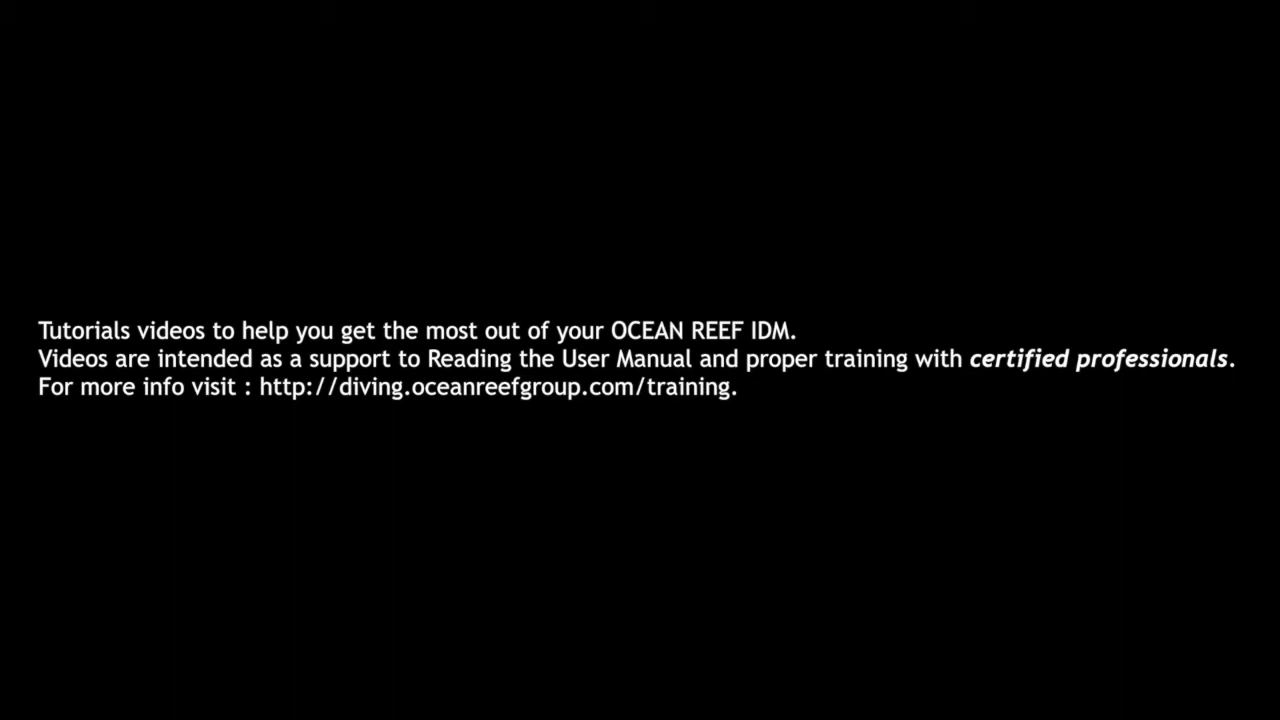 Tutorials videos to help you get the most out of your OCEAN REEF IDM.
Videos are intended as a support to Reading the User Manual and proper training with certified professionals.
For more info visit : http://diving.oceanreefgroup.com/training.